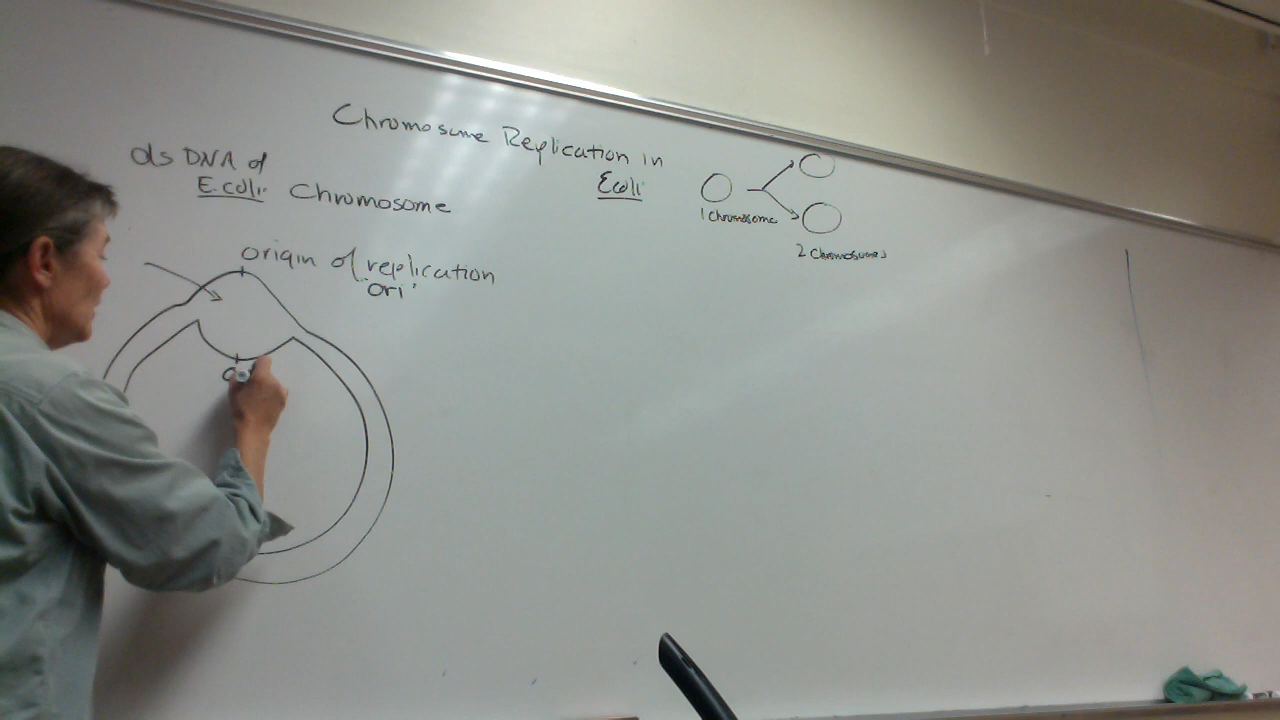 Chromosome Replication in
E coli
ds DNA of
E. coli Chromosome
1 Chromosome
2 Chromosomes
origin of replication
"ori"